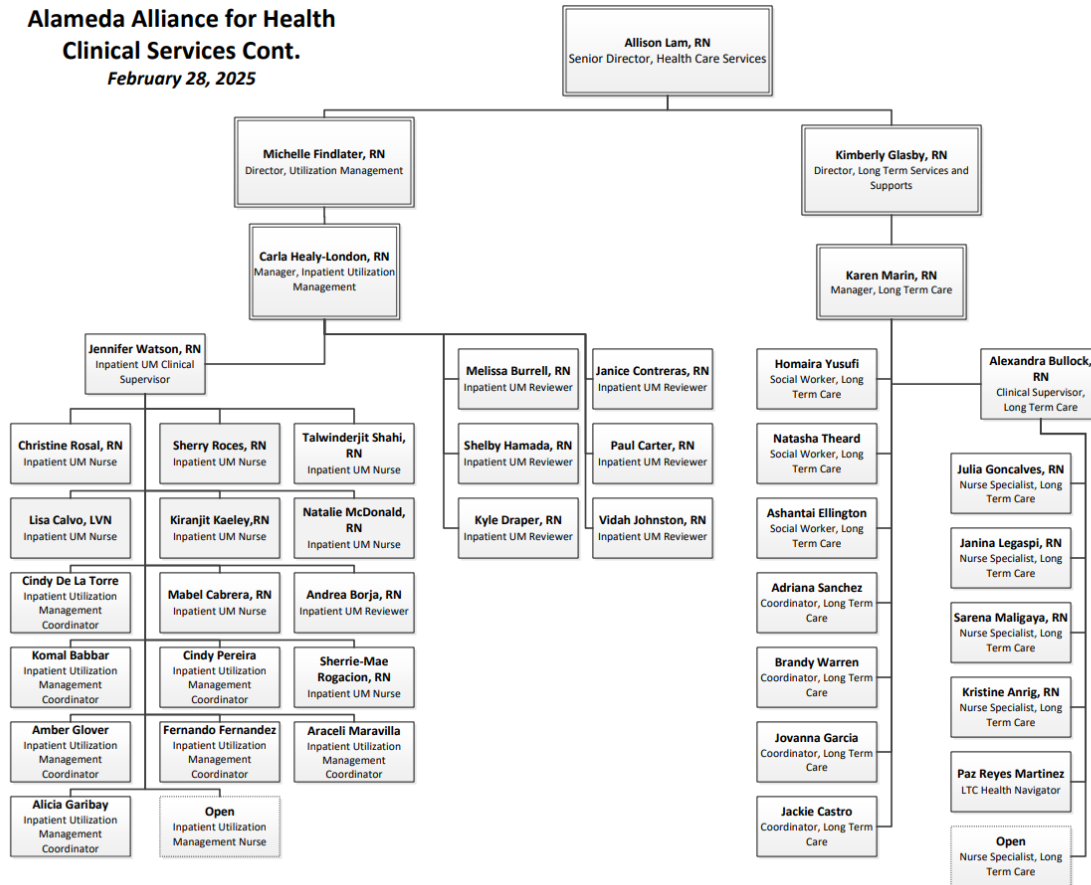 Alameda Alliance for Health
Clinical Services Cont.
February 28, 2025
Allison Lam, RN
Senior Director, Health Care Services
Michelle Findlater, RN
Director, Utilization Management
Kimberly Glasby, RN
Director, Long Term Services and
Supports
Carla Healy-London, RN
Manager, Inpatient Utilization
Management
Karen Marin, RN
Manager, Long Term Care
Jennifer Watson, RN
Inpatient UM Clinical
Supervisor
Christine Rosal, RN
Inpatient UM Nurse
Sherry Roces, RN
Inpatient UM Nurse
Talwinderjit Shahi,
RN
Inpatient UM Nurse
Lisa Calvo, LVN
Inpatient UM Nurse
Kiranjit Kaeley,RN
Inpatient UM Nurse
Natalie McDonald,
RN
Inpatient UM Nurse
Cindy De La Torre
Inpatient Utilization
Management
Coordinator
Mabel Cabrera, RN
Inpatient UM Nurse
Andrea Borja, RN
Inpatient UM Reviewer
Komal Babbar
Inpatient Utilization
Management
Coordinator
Cindy Pereira
Inpatient Utilization
Management
Coordinator
Sherrie-Mae
Rogacion, RN
Inpatient UM Nurse
Amber Glover
Inpatient Utilization
Management
Coordinator
Fernando Fernandez
Inpatient Utilization
Management
Coordinator
Araceli Maravilla
Inpatient Utilization
Management
Coordinator
Alicia Garibay
Inpatient Utilization
Management
Coordinator
Open
Inpatient Utilization
Management Nurse
Melissa Burrell, RN
Inpatient UM Reviewer
Janice Contreras, RN
Inpatient UM Reviewer
Shelby Hamada, RN
Inpatient UM Reviewer
Paul Carter, RN
Inpatient UM Reviewer
Kyle Draper, RN
Inpatient UM Reviewer
Vidah Johnston, RN
Inpatient UM Reviewer
Homaira Yusufi
Social Worker, Long
Term Care
Natasha Theard
Social Worker, Long
Term Care
Ashantai Ellington
Social Worker, Long
Term Care
Adriana Sanchez
Coordinator, Long Term
Care
Brandy Warren
Coordinator, Long Term
Care
Jovanna Garcia
Coordinator, Long Term
Care
Jackie Castro
Coordinator, Long Term
Care
Alexandra Bullock,
RN
Clinical Supervisor,
Long Term Care
Julia Goncalves, RN
Nurse Specialist, Long
Term Care
Janina Legaspi, RN
Nurse Specialist, Long
Term Care
Sarena Maligaya, RN
Nurse Specialist, Long
Term Care
Kristine Anrig, RN
Nurse Specialist, Long
Term Care
Paz Reyes Martinez
LTC Health Navigator
Open
Nurse Specialist, Long
Term Care